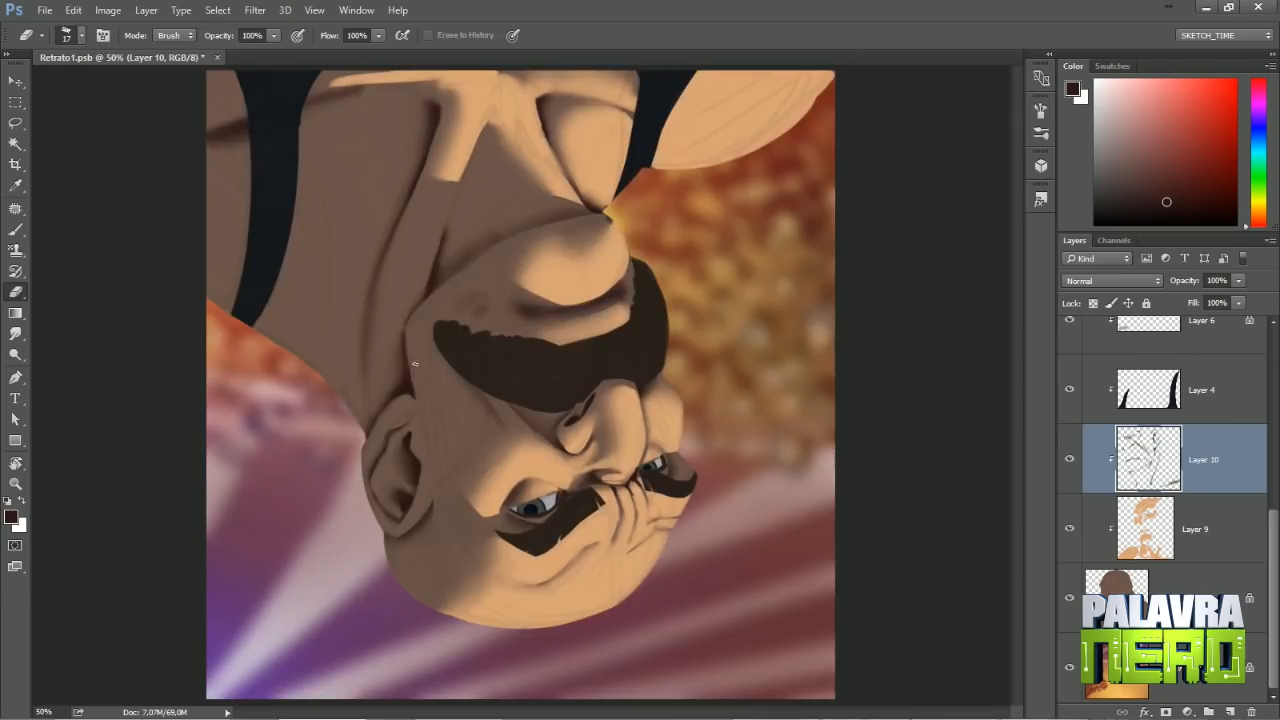 Ps File Edit Image Layer Type Select Filter 3D View Window Help
17 Mode: Brush Opacity: 100% Flow: 100% Erase to History SKETCH_TIME
Retrato1.psb @ 50% (Layer 10, RGB/8) * ×
Color Swatches
Layers Channels
Kind
Normal Opacity: 100%
Lock: Fill: 100%
Layer 6
Layer 4
Layer 10
Layer 9
PALAVRA
NERD
50% Doc: 7,07M/69,0M